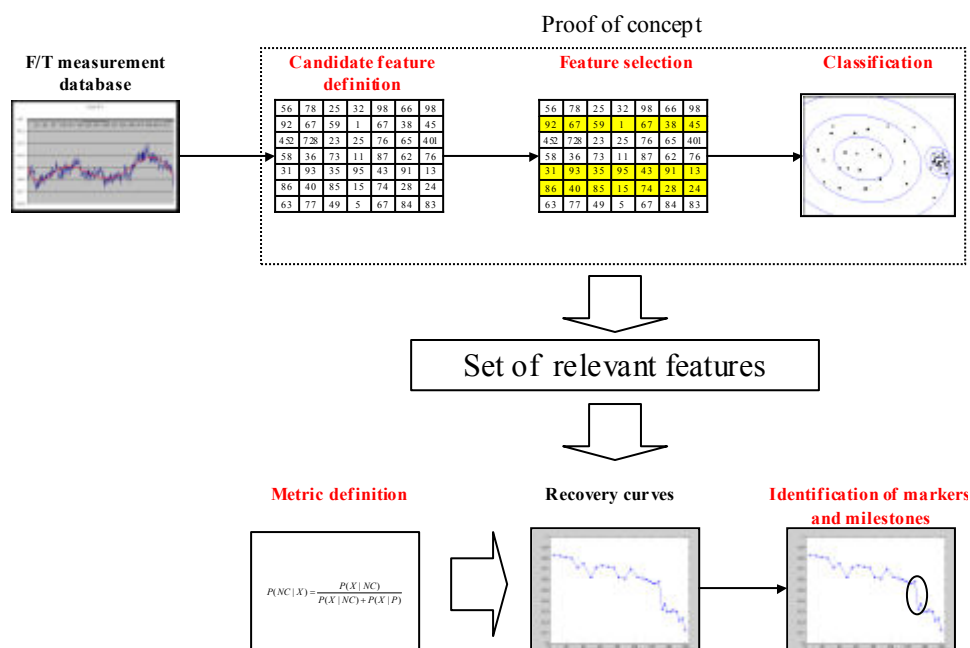 Proof of concept
F/T measurement
database
Candidate feature
definition
Feature selection
Classification
56 78 25 32 98 66 98
92 67 59 1 67 38 45
452 728 23 25 76 65 401
58 36 73 11 87 62 76
31 93 35 95 43 91 13
86 40 85 15 74 28 24
63 77 49 5 67 84 83
56 78 25 32 98 66 98
92 67 59 1 67 38 45
452 728 23 25 76 65 401
58 36 73 11 87 62 76
31 93 35 95 43 91 13
86 40 85 15 74 28 24
63 77 49 5 67 84 83
Set of relevant features
Metric definition
Recovery curves
Identification of markers
and milestones
P(NC | X) = P(X | NC) / P(X | NC) + P(X | P)